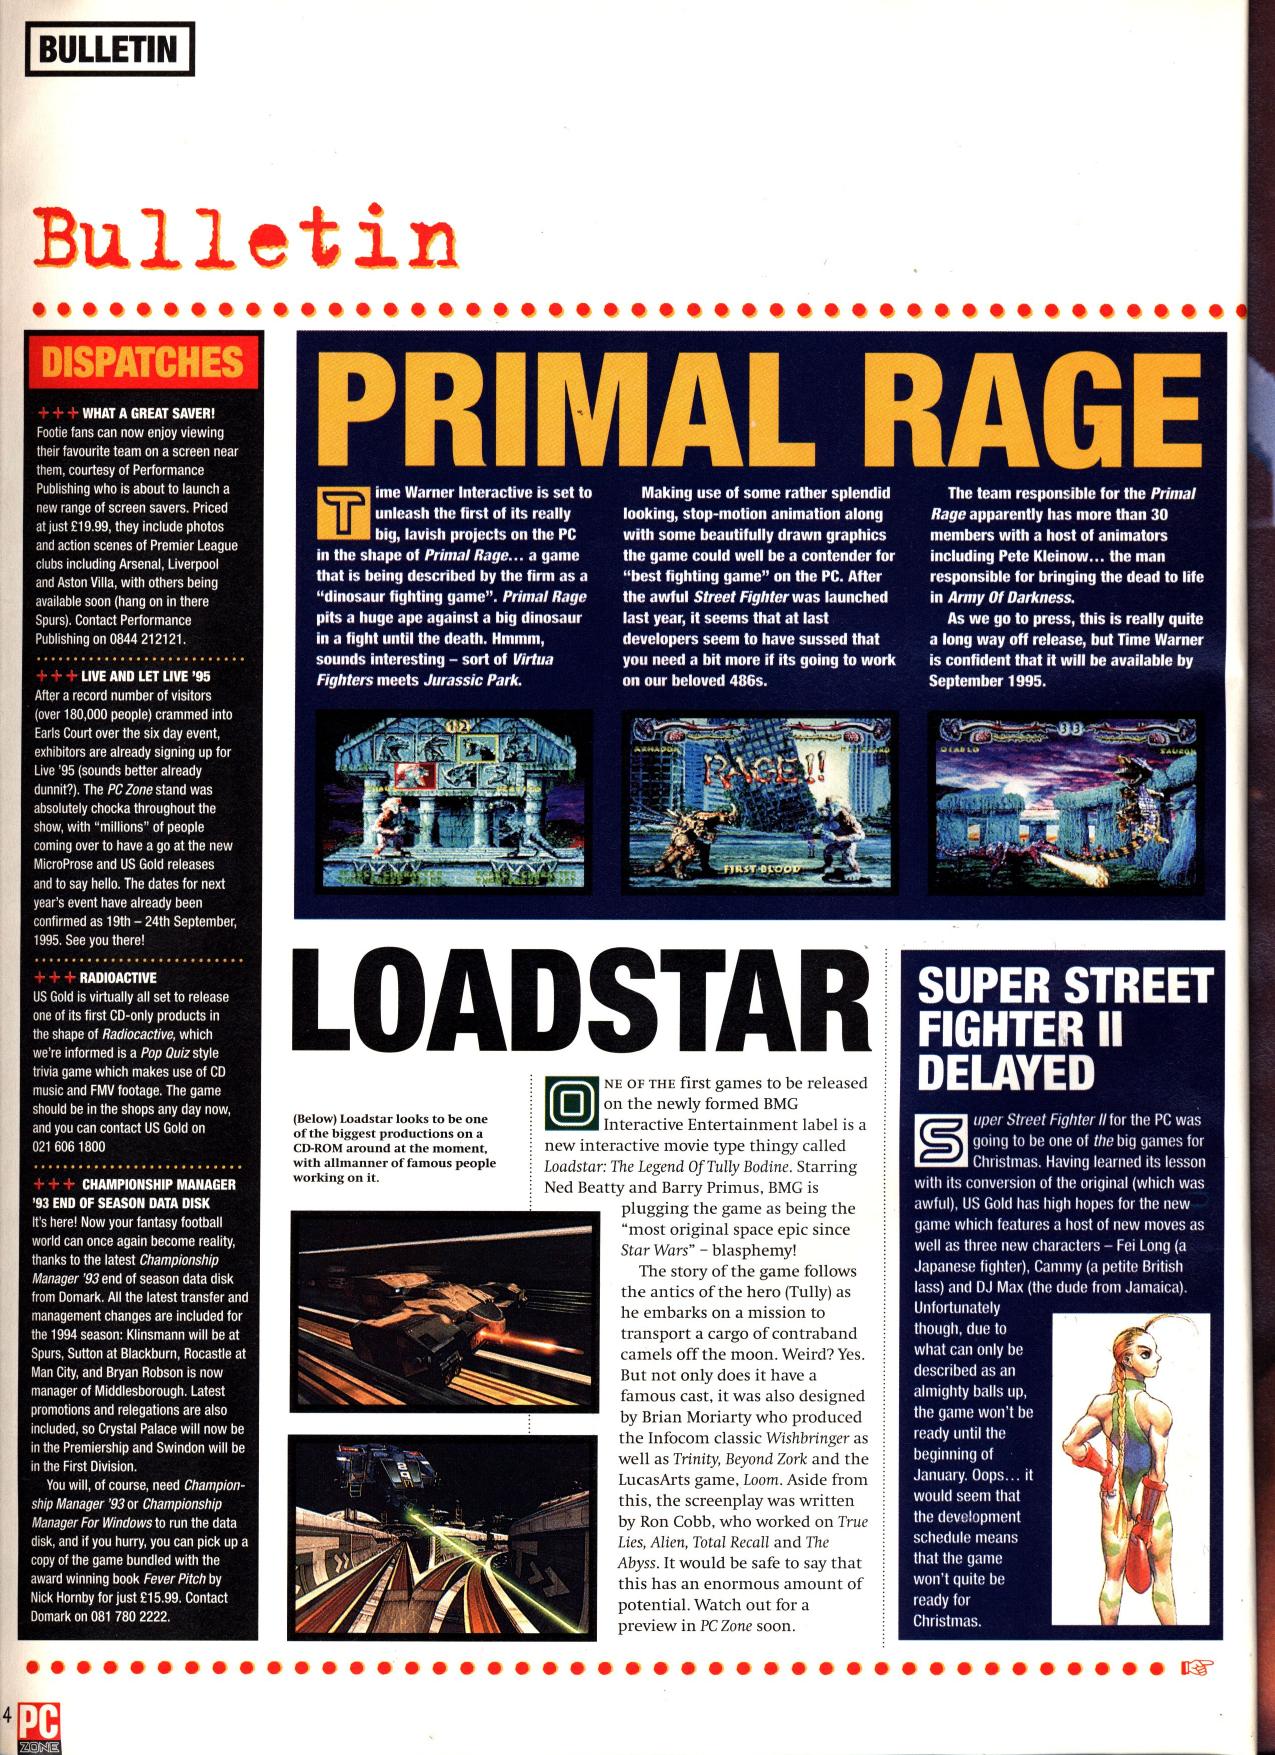 BULLETIN
Bulletin
DISPATCHES
+++ WHAT A GREAT SAVER!
Footie fans can now enjoy viewing
their favourite team on a screen near
them, courtesy of Performance
Publishing who is about to launch a
new range of screen savers. Priced
at just £19.99, they include photos
and action scenes of Premier League
clubs including Arsenal, Liverpool
and Aston Villa, with others being
available soon (hang on in there
Spurs). Contact Performance
Publishing on 0844 212121.
+++ LIVE AND LET LIVE '95
After a record number of visitors
(over 180,000 people) crammed into
Earls Court over the six day event,
exhibitors are already signing up for
Live '95 (sounds better already
dunnit?). The PC Zone stand was
absolutely chocka throughout the
show, with "millions" of people
coming over to have a go at the new
MicroProse and US Gold releases
and to say hello. The dates for next
year's event have already been
confirmed as 19th – 24th September,
1995. See you there!
+++ RADIOACTIVE
US Gold is virtually all set to release
one of its first CD-only products in
the shape of Radiocactive, which
we're informed is a Pop Quiz style
trivia game which makes use of CD
music and FMV footage. The game
should be in the shops any day now,
and you can contact US Gold on
021 606 1800
+++ CHAMPIONSHIP MANAGER
'93 END OF SEASON DATA DISK
It's here! Now your fantasy football
world can once again become reality,
thanks to the latest Championship
Manager '93 end of season data disk
from Domark. All the latest transfer and
management changes are included for
the 1994 season: Klinsmann will be at
Spurs, Sutton at Blackburn, Rocastle at
Man City, and Bryan Robson is now
manager of Middlesborough. Latest
promotions and relegations are also
included, so Crystal Palace will now be
in the Premiership and Swindon will be
in the First Division.
You will, of course, need Champion-
ship Manager '93 or Championship
Manager For Windows to run the data
disk, and if you hurry, you can pick up a
copy of the game bundled with the
award winning book Fever Pitch by
Nick Hornby for just £15.99. Contact
Domark on 081 780 2222.
PRIMAL RAGE
Time Warner Interactive is set to
unleash the first of its really
big, lavish projects on the PC
in the shape of Primal Rage... a game
that is being described by the firm as a
"dinosaur fighting game". Primal Rage
pits a huge ape against a big dinosaur
in a fight until the death. Hmmm,
sounds interesting – sort of Virtua
Fighters meets Jurassic Park.
Making use of some rather splendid
looking, stop-motion animation along
with some beautifully drawn graphics
the game could well be a contender for
"best fighting game" on the PC. After
the awful Street Fighter was launched
last year, it seems that at last
developers seem to have sussed that
you need a bit more if its going to work
on our beloved 486s.
The team responsible for the Primal
Rage apparently has more than 30
members with a host of animators
including Pete Kleinow... the man
responsible for bringing the dead to life
in Army Of Darkness.
As we go to press, this is really quite
a long way off release, but Time Warner
is confident that it will be available by
September 1995.
12
ARMADON
RAGE!!
FIRST BLOOD
33
DIABLO
SAURON
LOADSTAR
(Below) Loadstar looks to be one
of the biggest productions on a
CD-ROM around at the moment,
with allmanner of famous people
working on it.
ONE OF THE first games to be released
on the newly formed BMG
Interactive Entertainment label is a
new interactive movie type thingy called
Loadstar: The Legend Of Tully Bodine. Starring
Ned Beatty and Barry Primus, BMG is
plugging the game as being the
"most original space epic since
Star Wars" – blasphemy!
The story of the game follows
the antics of the hero (Tully) as
he embarks on a mission to
transport a cargo of contraband
camels off the moon. Weird? Yes.
But not only does it have a
famous cast, it was also designed
by Brian Moriarty who produced
the Infocom classic Wishbringer as
well as Trinity, Beyond Zork and the
LucasArts game, Loom. Aside from
this, the screenplay was written
by Ron Cobb, who worked on True
Lies, Alien, Total Recall and The
Abyss. It would be safe to say that
this has an enormous amount of
potential. Watch out for a
preview in PC Zone soon.
SUPER STREET
FIGHTER II
DELAYED
Super Street Fighter II for the PC was
going to be one of the big games for
Christmas. Having learned its lesson
with its conversion of the original (which was
awful), US Gold has high hopes for the new
game which features a host of new moves as
well as three new characters – Fei Long (a
Japanese fighter), Cammy (a petite British
lass) and DJ Max (the dude from Jamaica).
Unfortunately
though, due to
what can only be
described as an
almighty balls up,
the game won't be
ready until the
beginning of
January. Oops... it
would seem that
the development
schedule means
that the game
won't quite be
ready for
Christmas.
4
PC
ZONE